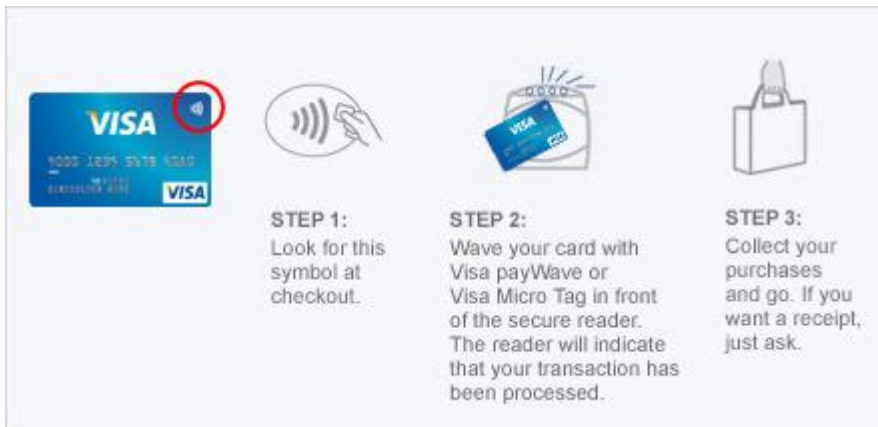 VISA
VISA
STEP 1:
Look for this
symbol at
checkout.
VISA
STEP 2:
Wave your card with
Visa payWave or
Visa Micro Tag in front
of the secure reader.
The reader will indicate
that your transaction has
been processed.
STEP 3:
Collect your
purchases
and go. If you
want a receipt,
just ask.